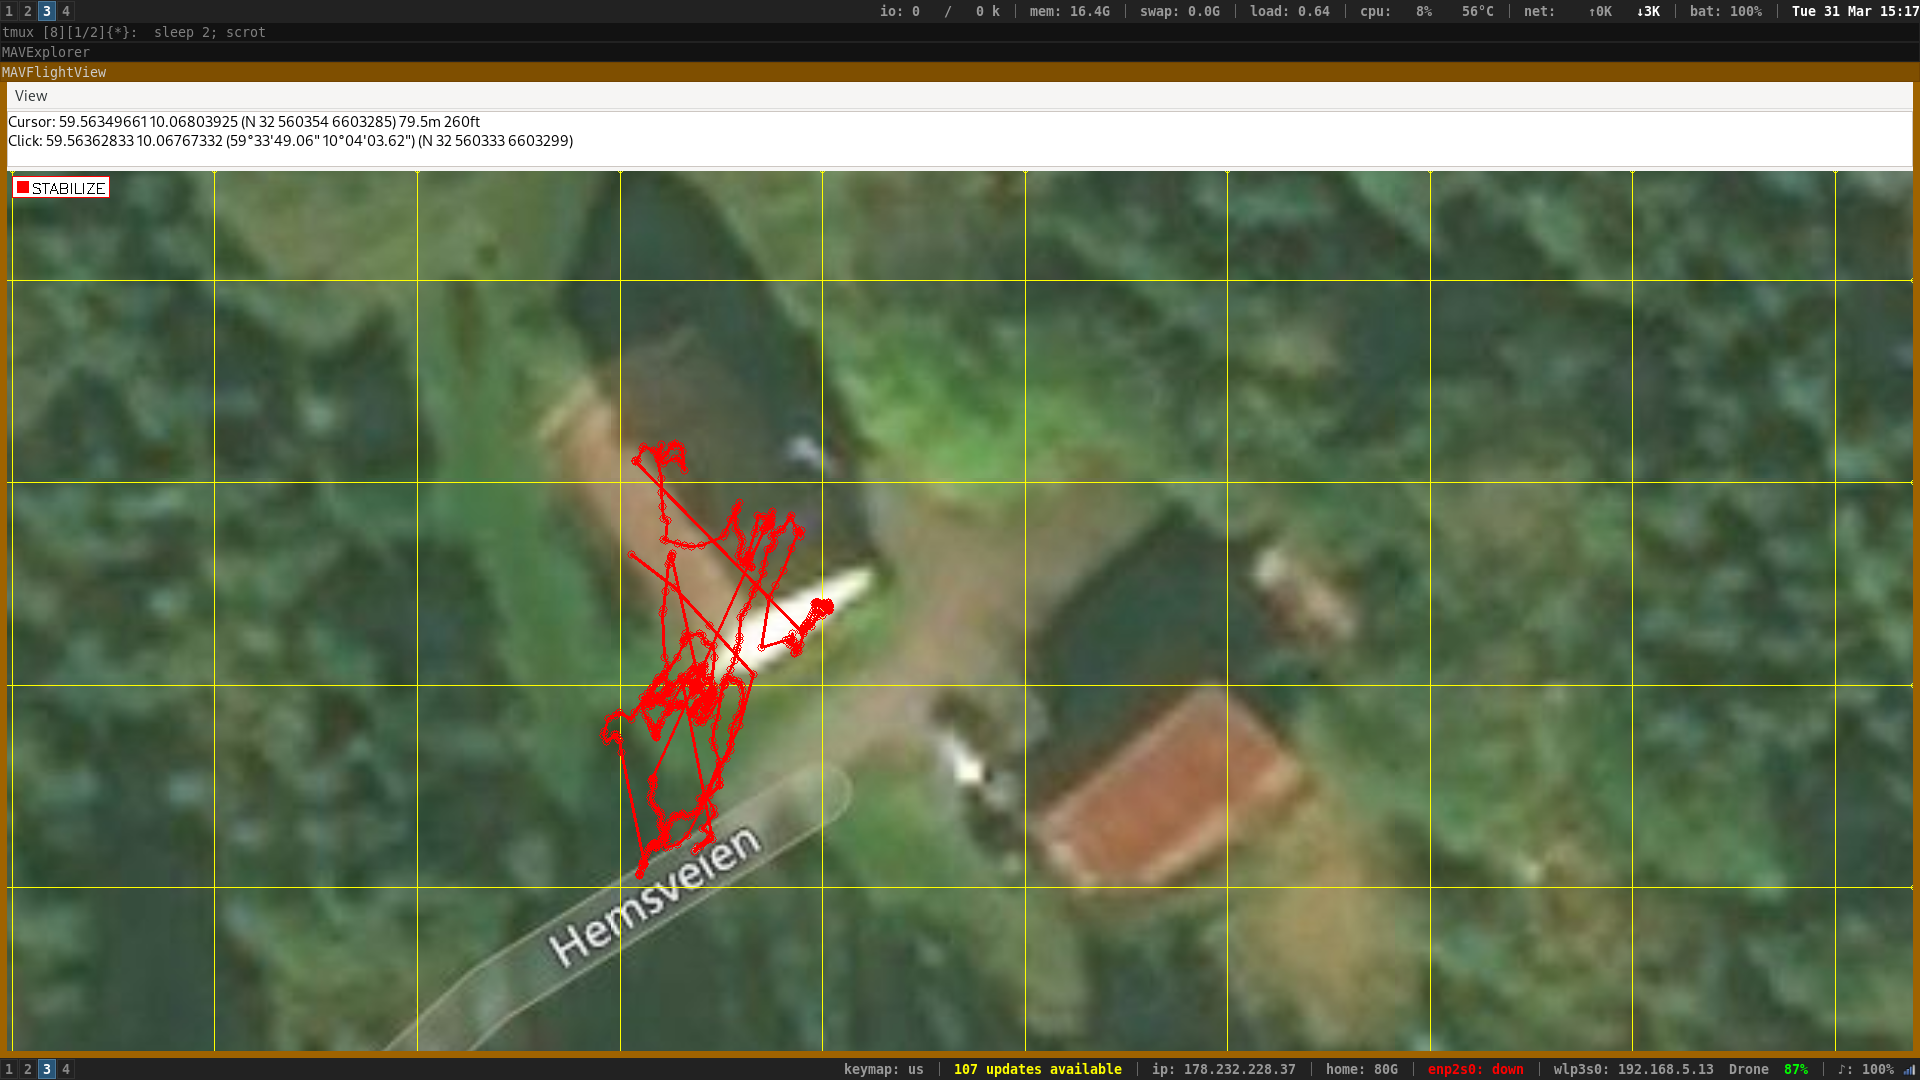 1 2 3 4 io: 0 / 0 k | mem: 16.4G | swap: 0.0G | load: 0.64 | cpu: 8% 56°C | net: ↑0K ↓3K | bat: 100% | Tue 31 Mar 15:17
tmux [8][1/2]{*}: sleep 2; scrot
MAVExplorer
MAVFlightView
View
Cursor: 59.56349661 10.06803925 (N 32 560354 6603285) 79.5m 260ft
Click: 59.56362833 10.06767332 (59°33'49.06" 10°04'03.62") (N 32 560333 6603299)
STABILIZE
Hemsveien
1 2 3 4 keymap: us | 107 updates available | ip: 178.232.228.37 | home: 80G | enp2s0: down | wlp3s0: 192.168.5.13 Drone 87% | ♪: 100%